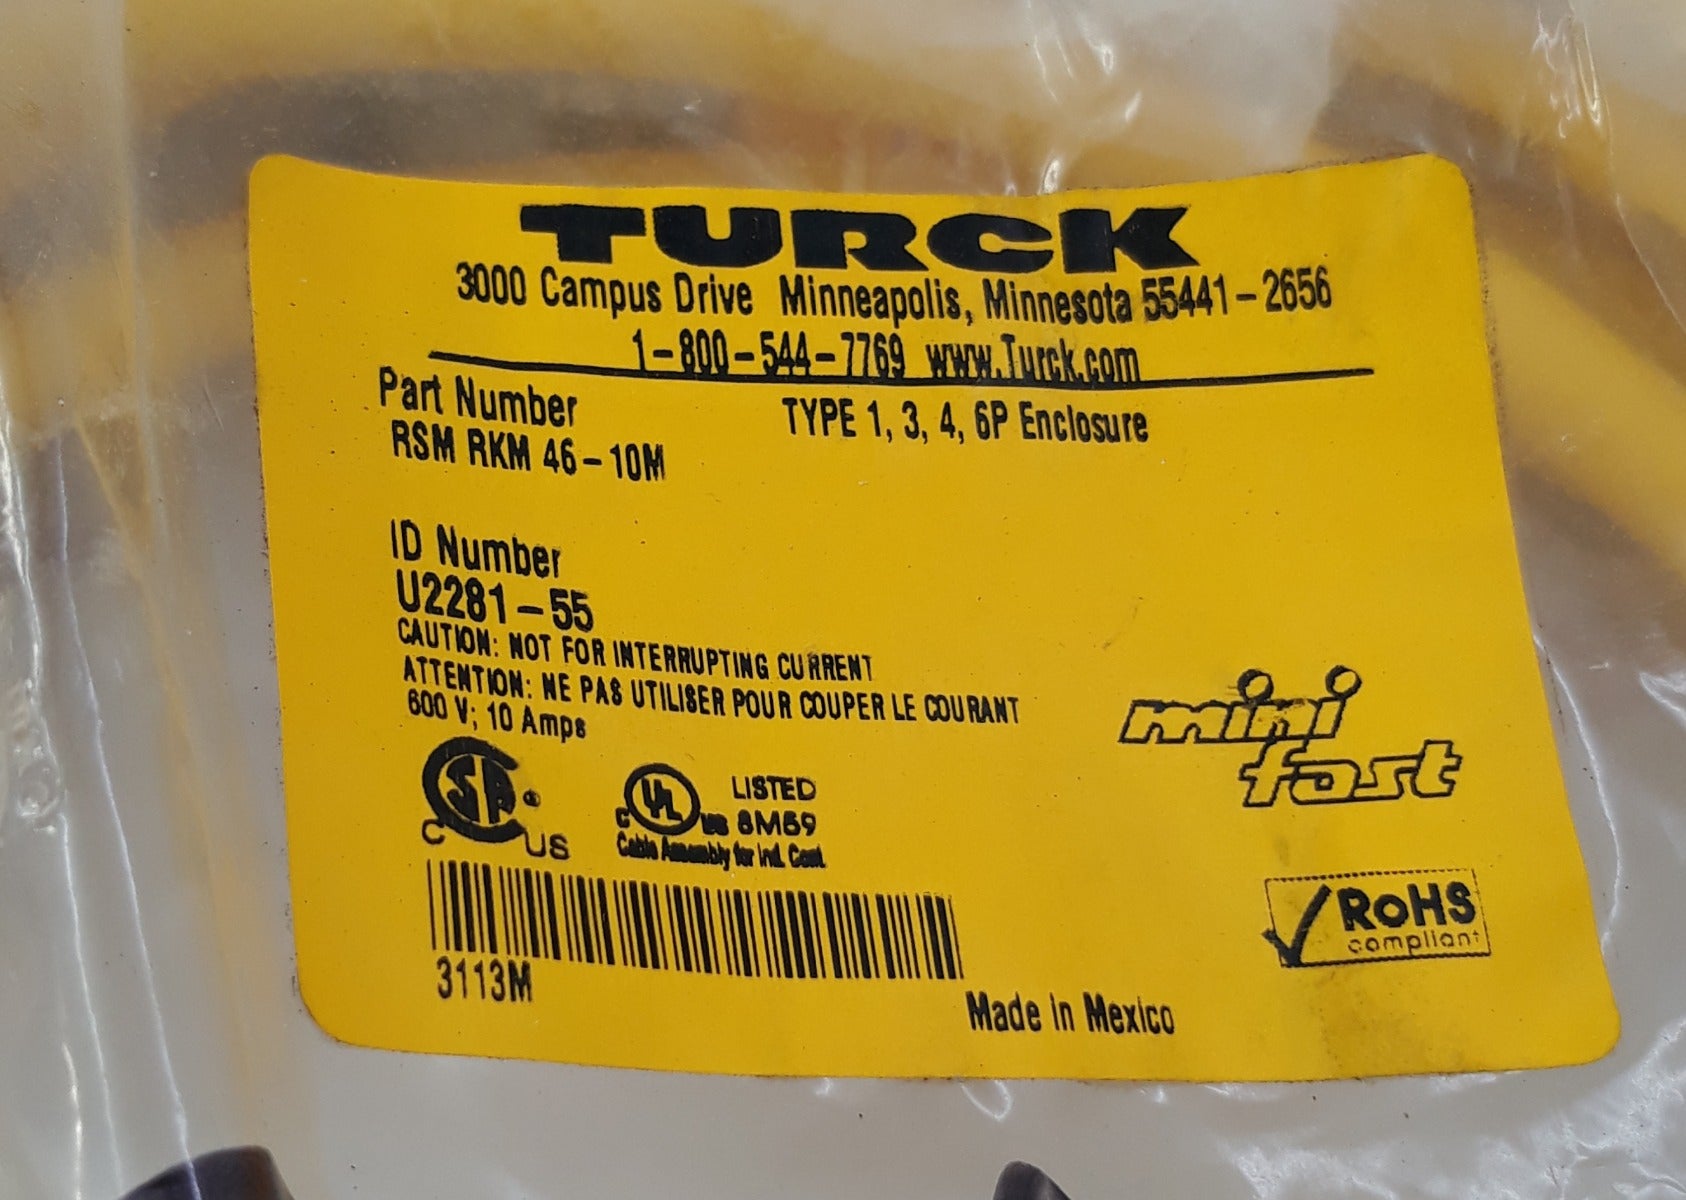 TURCK
3000 Campus Drive Minneapolis, Minnesota 55441-2656
1-800-544-7769 www.Turck.com
Part Number
RSM RKM 46-10M
TYPE 1, 3, 4, 6P Enclosure
ID Number
U2281-55
CAUTION: NOT FOR INTERRUPTING CURRENT
ATTENTION: NE PAS UTILISER POUR COUPER LE COURANT
600 V; 10 Amps
mini
fast
C SP ® US
C UL US LISTED
8M59
Cable Assembly for Ind. Cont.
RoHS
compliant
3113M
Made In Mexico